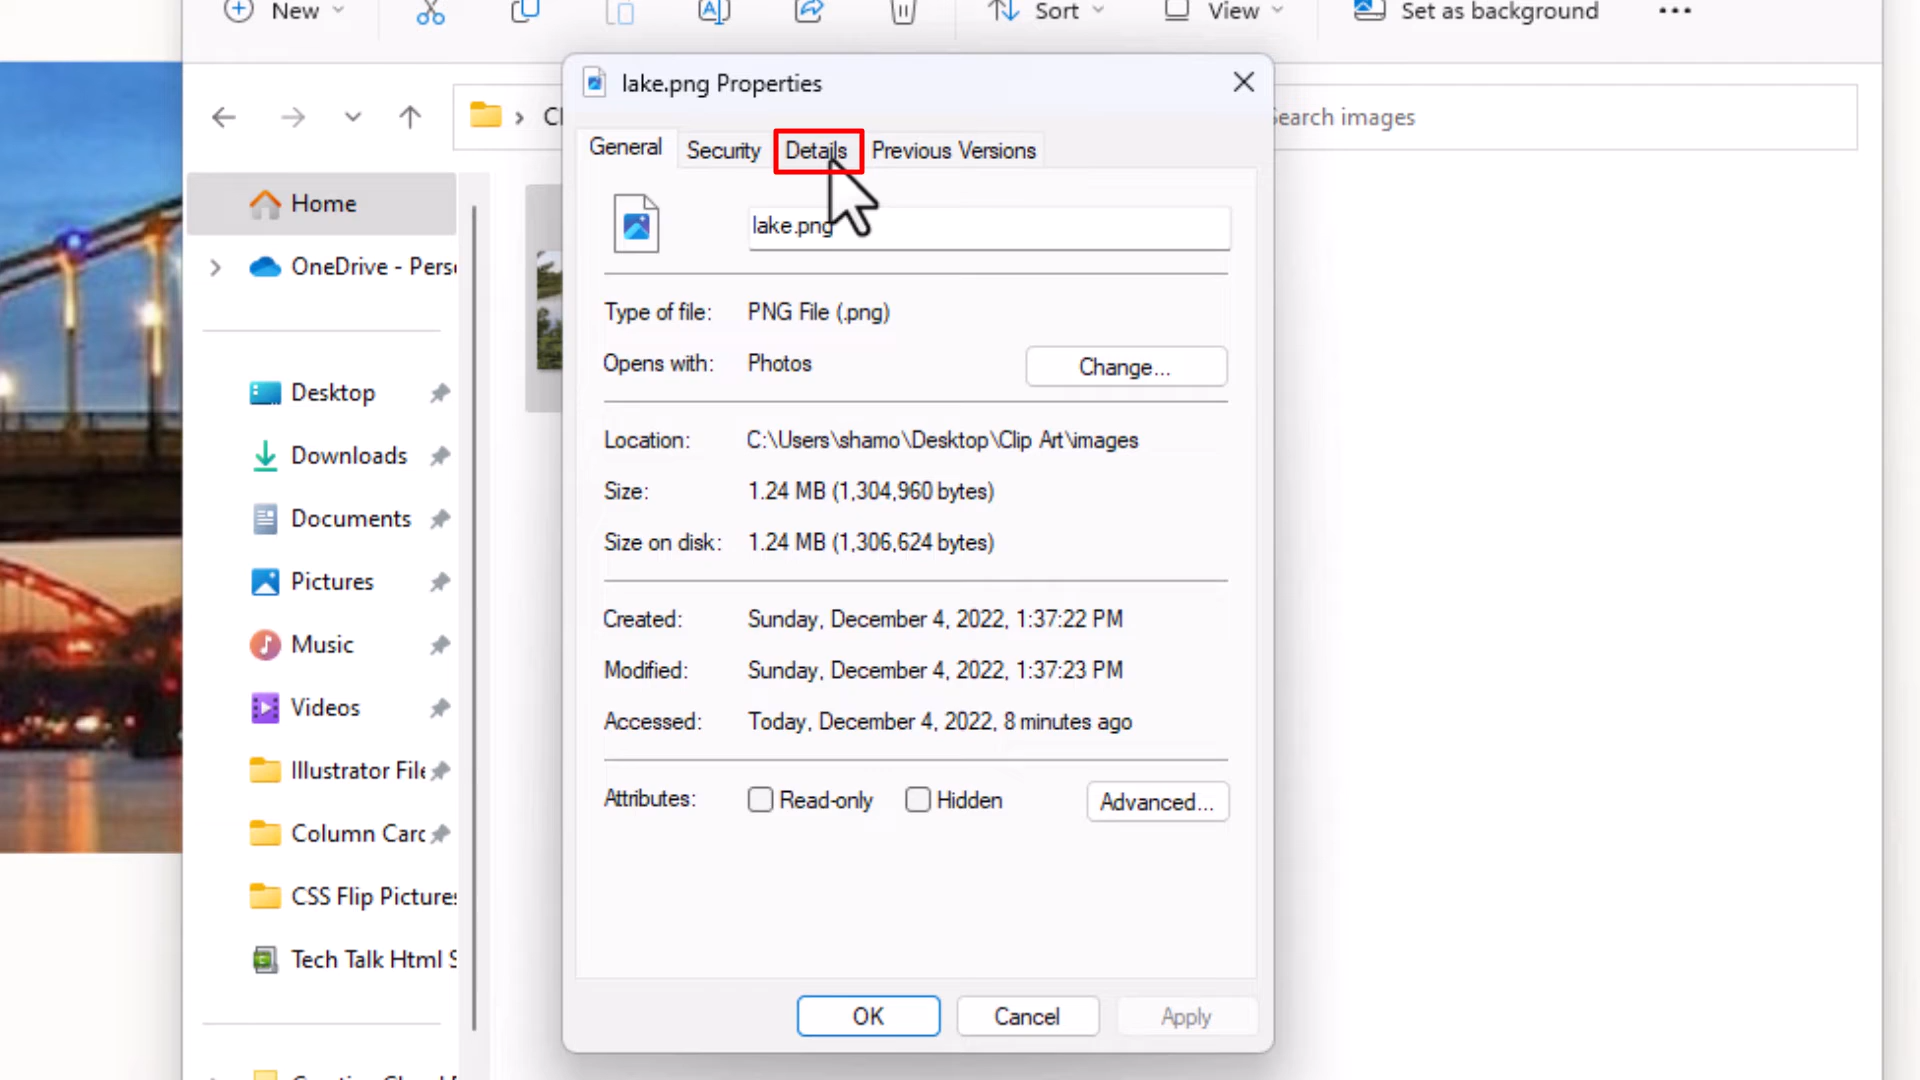 New
Sort
View
Set as background
lake.png Properties
General
Security
Details
Previous Versions
Search images
lake.png
Type of file: PNG File (.png)
Opens with: Photos
Change...
Location: C:\Users\shamo\Desktop\Clip Art\images
Size: 1.24 MB (1,304,960 bytes)
Size on disk: 1.24 MB (1,306,624 bytes)
Created: Sunday, December 4, 2022, 1:37:22 PM
Modified: Sunday, December 4, 2022, 1:37:23 PM
Accessed: Today, December 4, 2022, 8 minutes ago
Attributes: Read-only Hidden
Advanced...
OK
Cancel
Apply
Home
OneDrive - Pers
Desktop
Downloads
Documents
Pictures
Music
Videos
Illustrator File
Column Card
CSS Flip Pictures
Tech Talk Html S